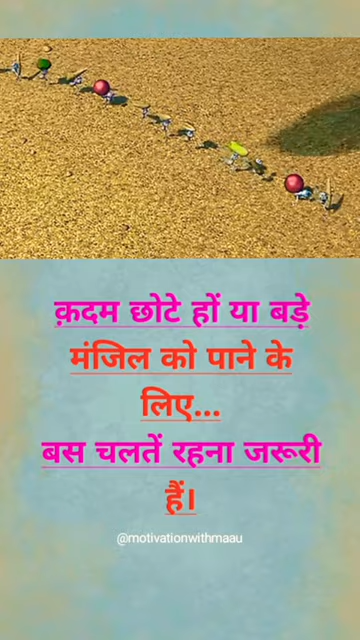 क़दम छोटे हों या बड़े
मंजिल को पाने के
लिए...
बस चलतें रहना जरूरी
हैं।
@motivationwithmaau